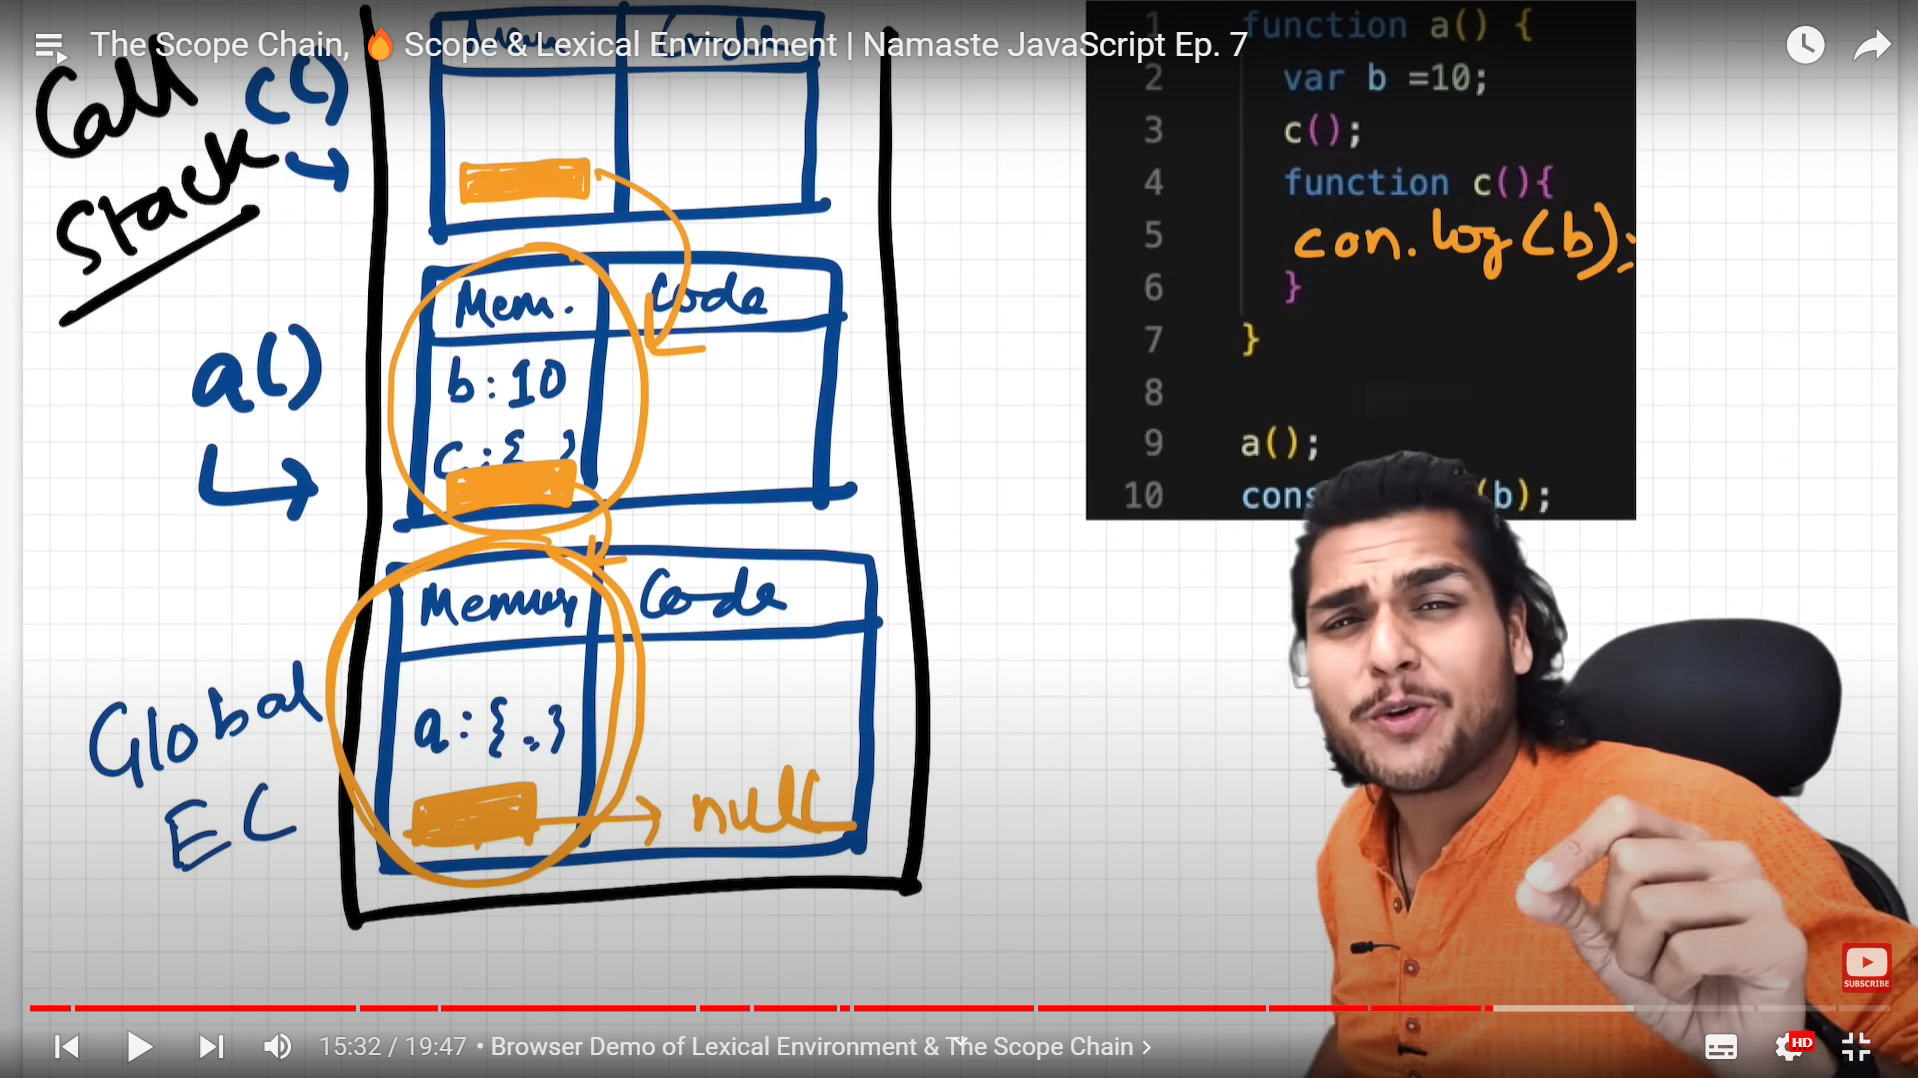 The Scope Chain, 🔥 Scope & Lexical Environment | Namaste JavaScript Ep. 7
Call
Stack
c()
a()
Mem. Code
b:10
c:{ }
Global
EC
Memory Code
a:{..}
null
1 function a() {
2 var b =10;
3 c();
4 function c(){
5 con.log(b);
6 }
7 }
8
9 a();
10 cons (b);
SUBSCRIBE
15:32 / 19:47 • Browser Demo of Lexical Environment & The Scope Chain >
HD